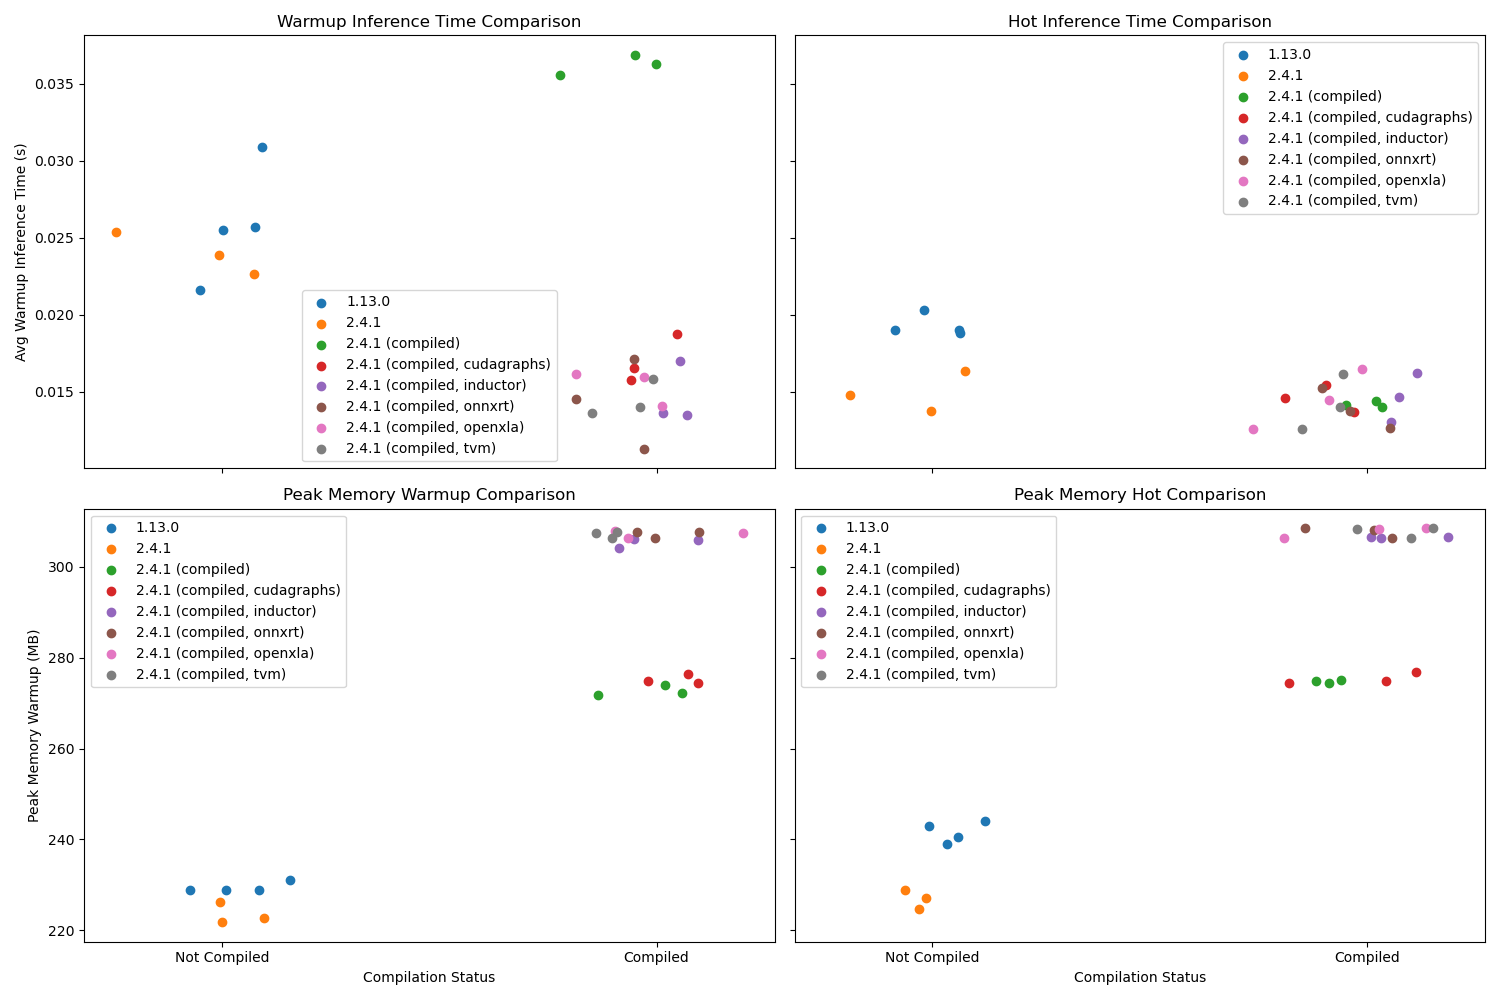 Warmup Inference Time Comparison
Avg Warmup Inference Time (s)
0.035
0.030
0.025
0.020
0.015
1.13.0
2.4.1
2.4.1 (compiled)
2.4.1 (compiled, cudagraphs)
2.4.1 (compiled, inductor)
2.4.1 (compiled, onnxrt)
2.4.1 (compiled, openxla)
2.4.1 (compiled, tvm)
Hot Inference Time Comparison
1.13.0
2.4.1
2.4.1 (compiled)
2.4.1 (compiled, cudagraphs)
2.4.1 (compiled, inductor)
2.4.1 (compiled, onnxrt)
2.4.1 (compiled, openxla)
2.4.1 (compiled, tvm)
Peak Memory Warmup Comparison
Peak Memory Warmup (MB)
300
280
260
240
220
1.13.0
2.4.1
2.4.1 (compiled)
2.4.1 (compiled, cudagraphs)
2.4.1 (compiled, inductor)
2.4.1 (compiled, onnxrt)
2.4.1 (compiled, openxla)
2.4.1 (compiled, tvm)
Not Compiled
Compiled
Compilation Status
Peak Memory Hot Comparison
1.13.0
2.4.1
2.4.1 (compiled)
2.4.1 (compiled, cudagraphs)
2.4.1 (compiled, inductor)
2.4.1 (compiled, onnxrt)
2.4.1 (compiled, openxla)
2.4.1 (compiled, tvm)
Not Compiled
Compiled
Compilation Status